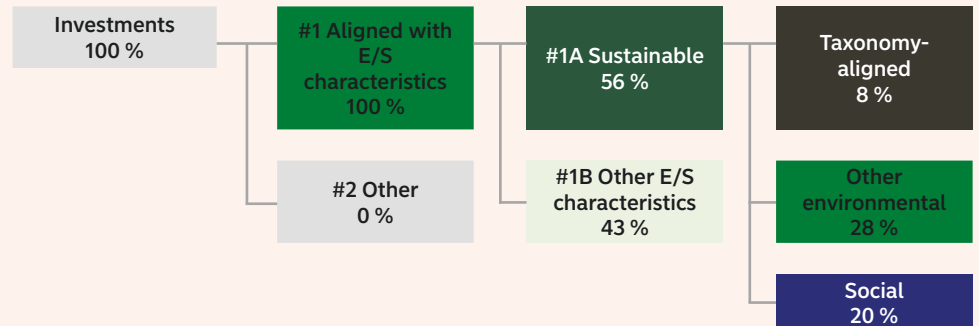 Investments
100 %
#1 Aligned with
E/S
characteristics
100 %
#1A Sustainable
56 %
Taxonomy-
aligned
8 %
#2 Other
0 %
#1B Other E/S
characteristics
43 %
Other
environmental
28 %
Social
20 %